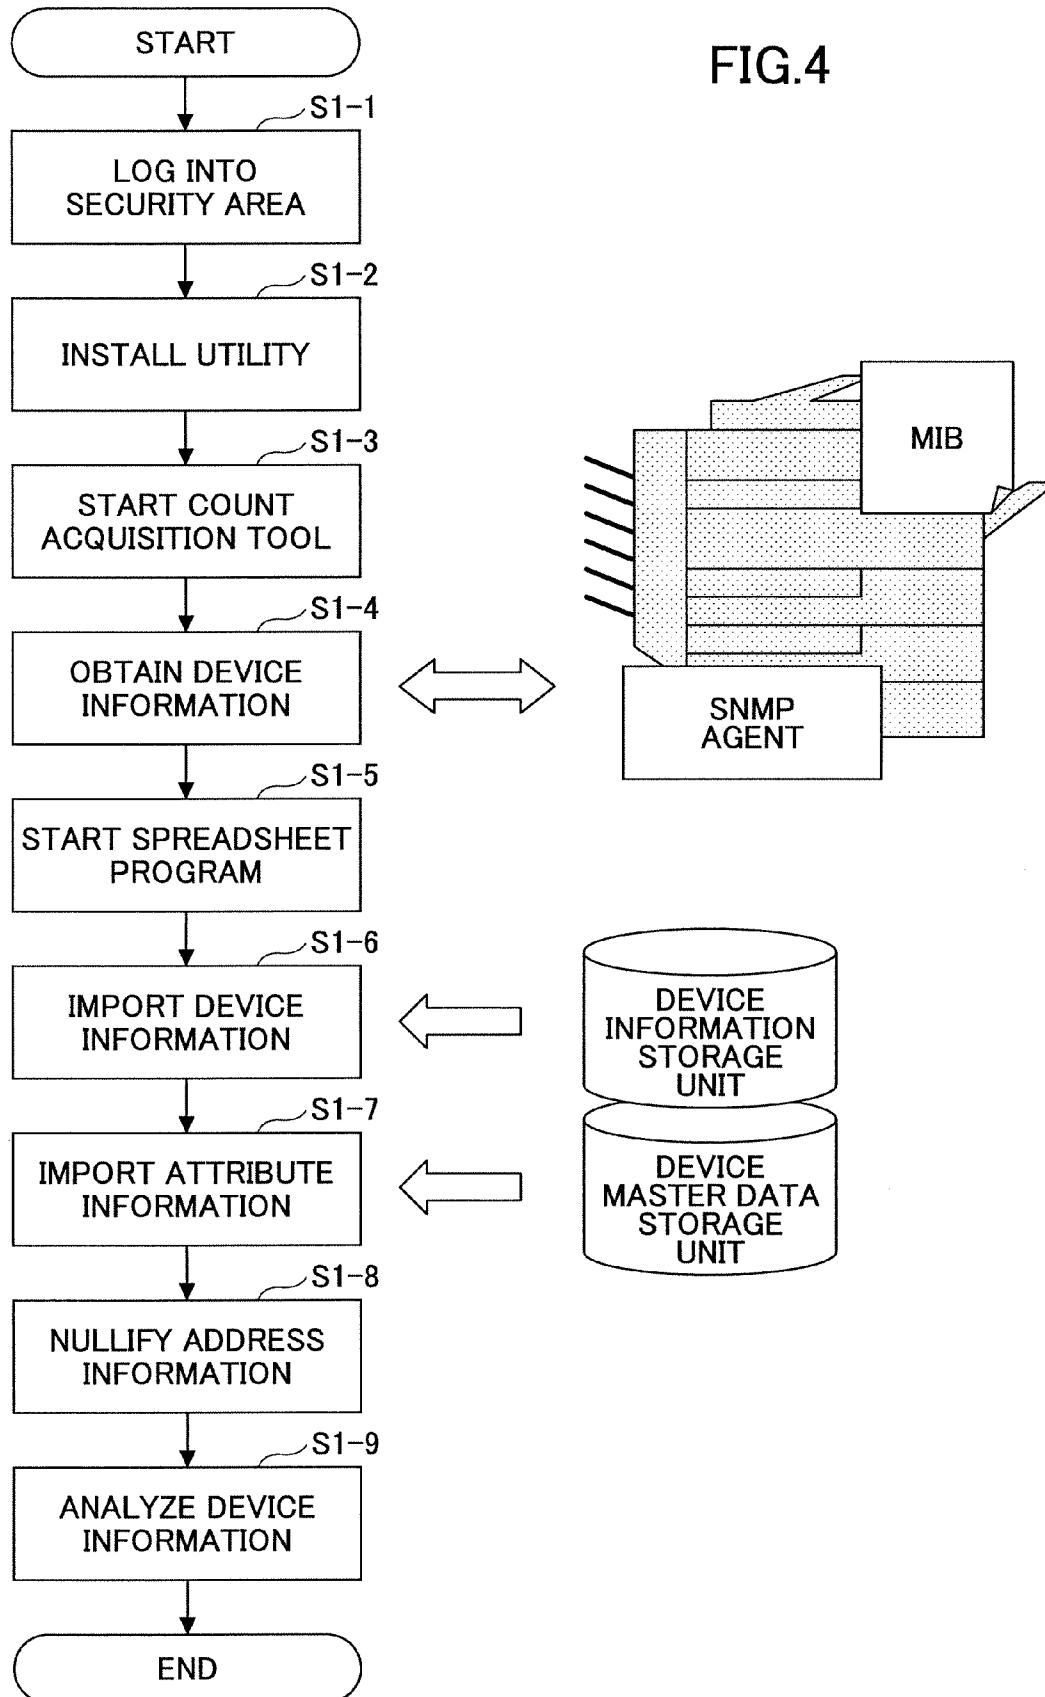 START
FIG.4
S1-1
LOG INTO
SECURITY AREA
S1-2
INSTALL UTILITY
S1-3
START COUNT
ACQUISITION TOOL
S1-4
OBTAIN DEVICE
INFORMATION
MIB
SNMP
AGENT
S1-5
START SPREADSHEET
PROGRAM
S1-6
IMPORT DEVICE
INFORMATION
DEVICE
INFORMATION
STORAGE
UNIT
S1-7
IMPORT ATTRIBUTE
INFORMATION
DEVICE
MASTER DATA
STORAGE
UNIT
S1-8
NULLIFY ADDRESS
INFORMATION
S1-9
ANALYZE DEVICE
INFORMATION
END